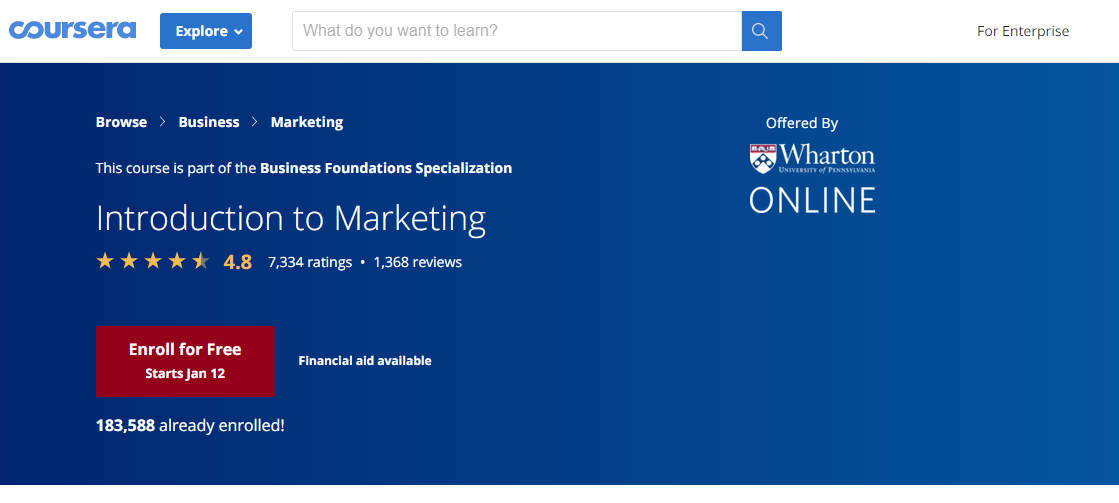 coursera
Explore
What do you want to learn?
For Enterprise
Browse > Business > Marketing
Offered By
Wharton
UNIVERSITY OF PENNSYLVANIA
ONLINE
This course is part of the Business Foundations Specialization
Introduction to Marketing
4.8 7,334 ratings • 1,368 reviews
Enroll for Free
Starts Jan 12
Financial aid available
183,588 already enrolled!